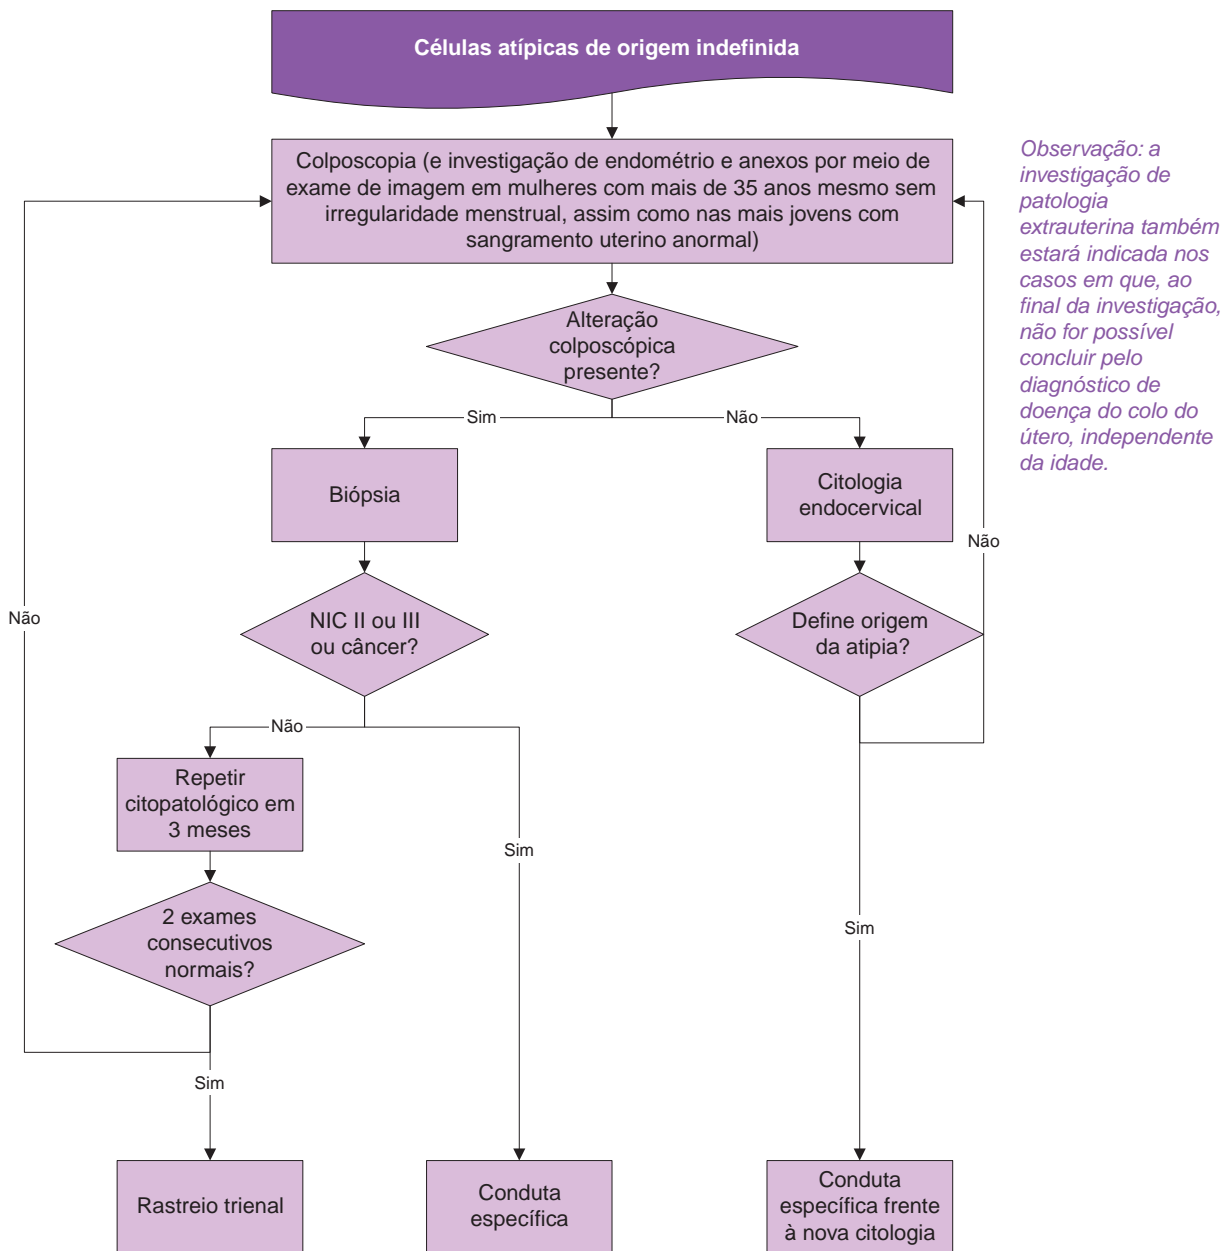 Células atípicas de origem indefinida
Colposcopia (e investigação de endométrio e anexos por meio de
exame de imagem em mulheres com mais de 35 anos mesmo sem
irregularidade menstrual, assim como nas mais jovens com
sangramento uterino anormal)
Observação: a
investigação de
patologia
extrauterina também
estará indicada nos
casos em que, ao
final da investigação,
não for possível
concluir pelo
diagnóstico de
doença do colo do
útero, independente
da idade.
Alteração
colposcópica
presente?
Sim
Não
Biópsia
Citologia
endocervical
Não
Não
NIC II ou III
ou câncer?
Define origem
da atipia?
Não
Repetir
citopatológico em
3 meses
Sim
2 exames
consecutivos
normais?
Sim
Sim
Rastreio trienal
Conduta
específica
Conduta
específica frente
à nova citologia